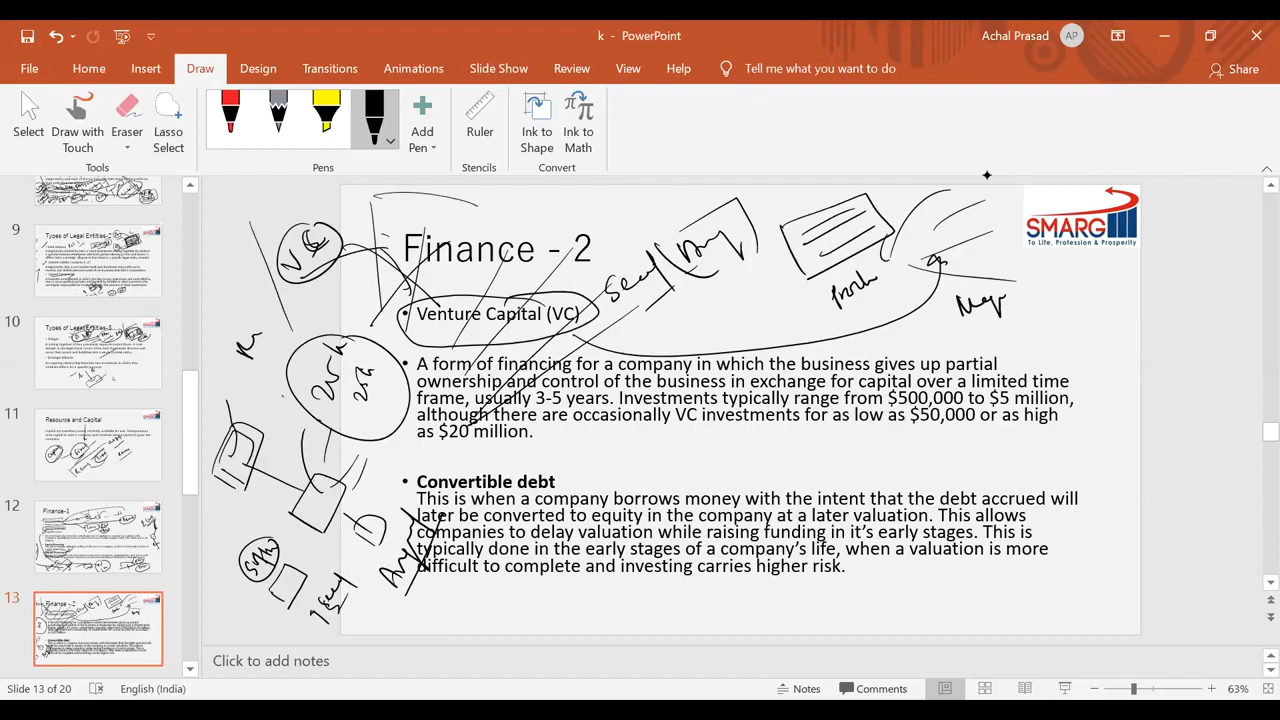 k - PowerPoint
Achal Prasad
AP
File
Home
Insert
Draw
Design
Transitions
Animations
Slide Show
Review
View
Help
Tell me what you want to do
Share
Select
Draw with Touch
Eraser
Lasso Select
Add Pen
Ruler
Ink to Shape
Ink to Math
Tools
Pens
Stencils
Convert
9
Types of Legal Entities-2
10
Types of Legal Entities-3
11
Resource and Capital
12
Finance-1
13
Finance - 2
SMARG
To Life, Profession & Prosperity
VC
Finance - 2
• Venture Capital (VC)
• A form of financing for a company in which the business gives up partial
ownership and control of the business in exchange for capital over a limited time
frame, usually 3-5 years. Investments typically range from $500,000 to $5 million,
although there are occasionally VC investments for as low as $50,000 or as high
as $20 million.
• Convertible debt
This is when a company borrows money with the intent that the debt accrued will
later be converted to equity in the company at a later valuation. This allows
companies to delay valuation while raising funding in it's early stages. This is
typically done in the early stages of a company's life, when a valuation is more
difficult to complete and investing carries higher risk.
Click to add notes
Slide 13 of 20
English (India)
Notes
Comments
63%